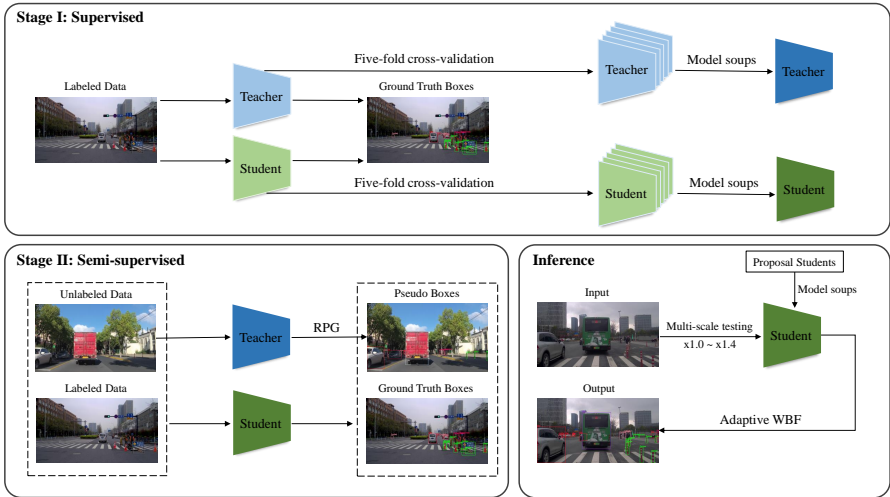 Stage I: Supervised
Five-fold cross-validation
Model soups
Labeled Data
Teacher
Ground Truth Boxes
Teacher
Teacher
Student
Five-fold cross-validation
Student
Model soups
Student
Stage II: Semi-supervised
Unlabeled Data
Pseudo Boxes
Teacher
RPG
Labeled Data
Ground Truth Boxes
Student
Inference
Proposal Students
Model soups
Input
Multi-scale testing
x1.0 ~ x1.4
Student
Output
Adaptive WBF